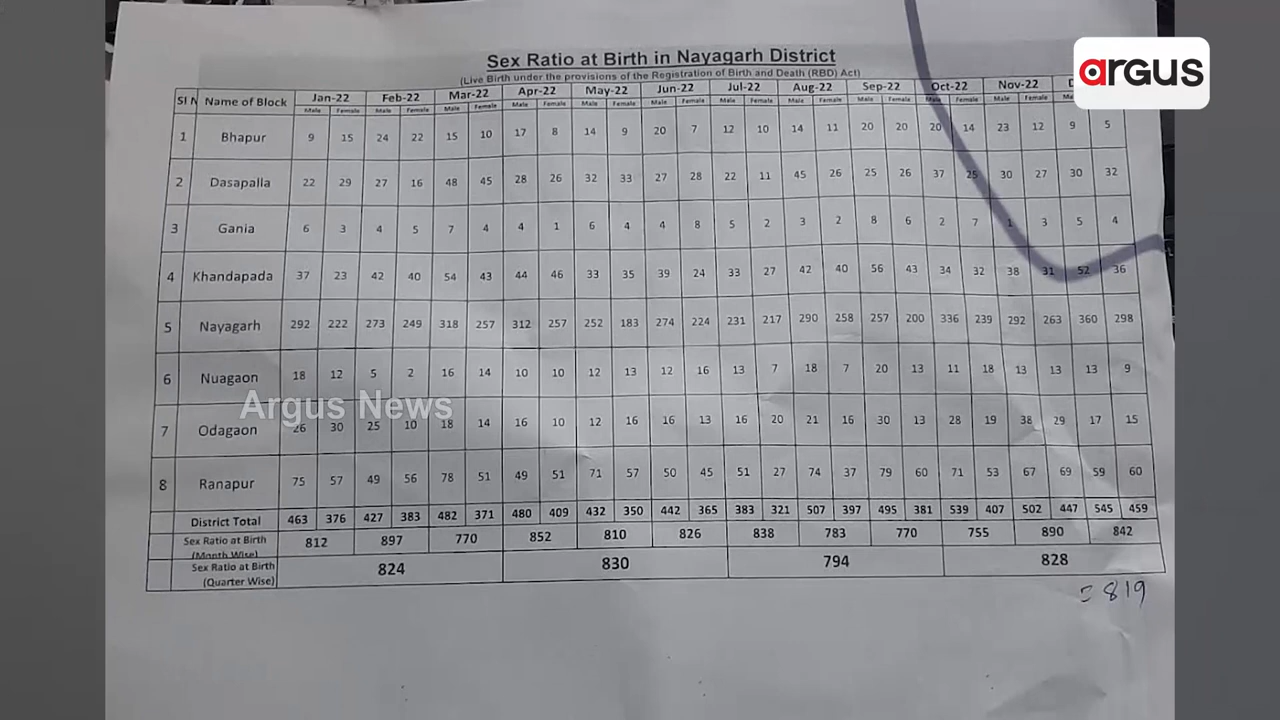 argus
Sex Ratio at Birth in Nayagarh District
(Live Birth under the provisions of the Registration of Birth and Death (RBD) Act)
Sl N Name of Block Jan-22 Feb-22 Mar-22 Apr-22 May-22 Jun-22 Jul-22 Aug-22 Sep-22 Oct-22 Nov-22 D
Male Female Male Female Male Female Male Female Male Female Male Female Male Female Male Female Male Female Male Female Male Female
1 Bhapur 9 15 24 22 15 10 17 8 14 9 20 7 12 10 14 11 20 20 20 14 23 12 9 5
2 Dasapalla 22 29 27 16 48 45 28 26 32 33 27 28 22 11 45 26 25 26 37 25 30 27 30 32
3 Gania 6 3 4 5 7 4 4 1 6 4 4 8 5 2 3 2 8 6 2 7 1 3 5 4
4 Khandapada 37 23 42 40 54 43 44 46 33 35 39 24 33 27 42 40 56 43 34 32 38 31 52 36
5 Nayagarh 292 222 273 249 318 257 312 257 252 183 274 224 231 217 290 258 257 200 336 239 292 263 360 298
6 Nuagaon 18 12 5 2 16 14 10 10 12 13 12 16 13 7 18 7 20 13 11 18 13 13 13 9
Argus News
7 Odagaon 26 30 25 10 18 14 16 10 12 16 16 13 16 20 21 16 30 13 28 19 38 29 17 15
8 Ranapur 75 57 49 56 78 51 49 51 71 57 50 45 51 27 74 37 79 60 71 53 67 69 59 60
District Total 463 376 427 383 482 371 480 409 432 350 442 365 383 321 507 397 495 381 539 407 502 447 545 459
Sex Ratio at Birth 812 897 770 852 810 826 838 783 770 755 890 842
(Month Wise)
Sex Ratio at Birth 824 830 794 828
(Quarter Wise)
= 819